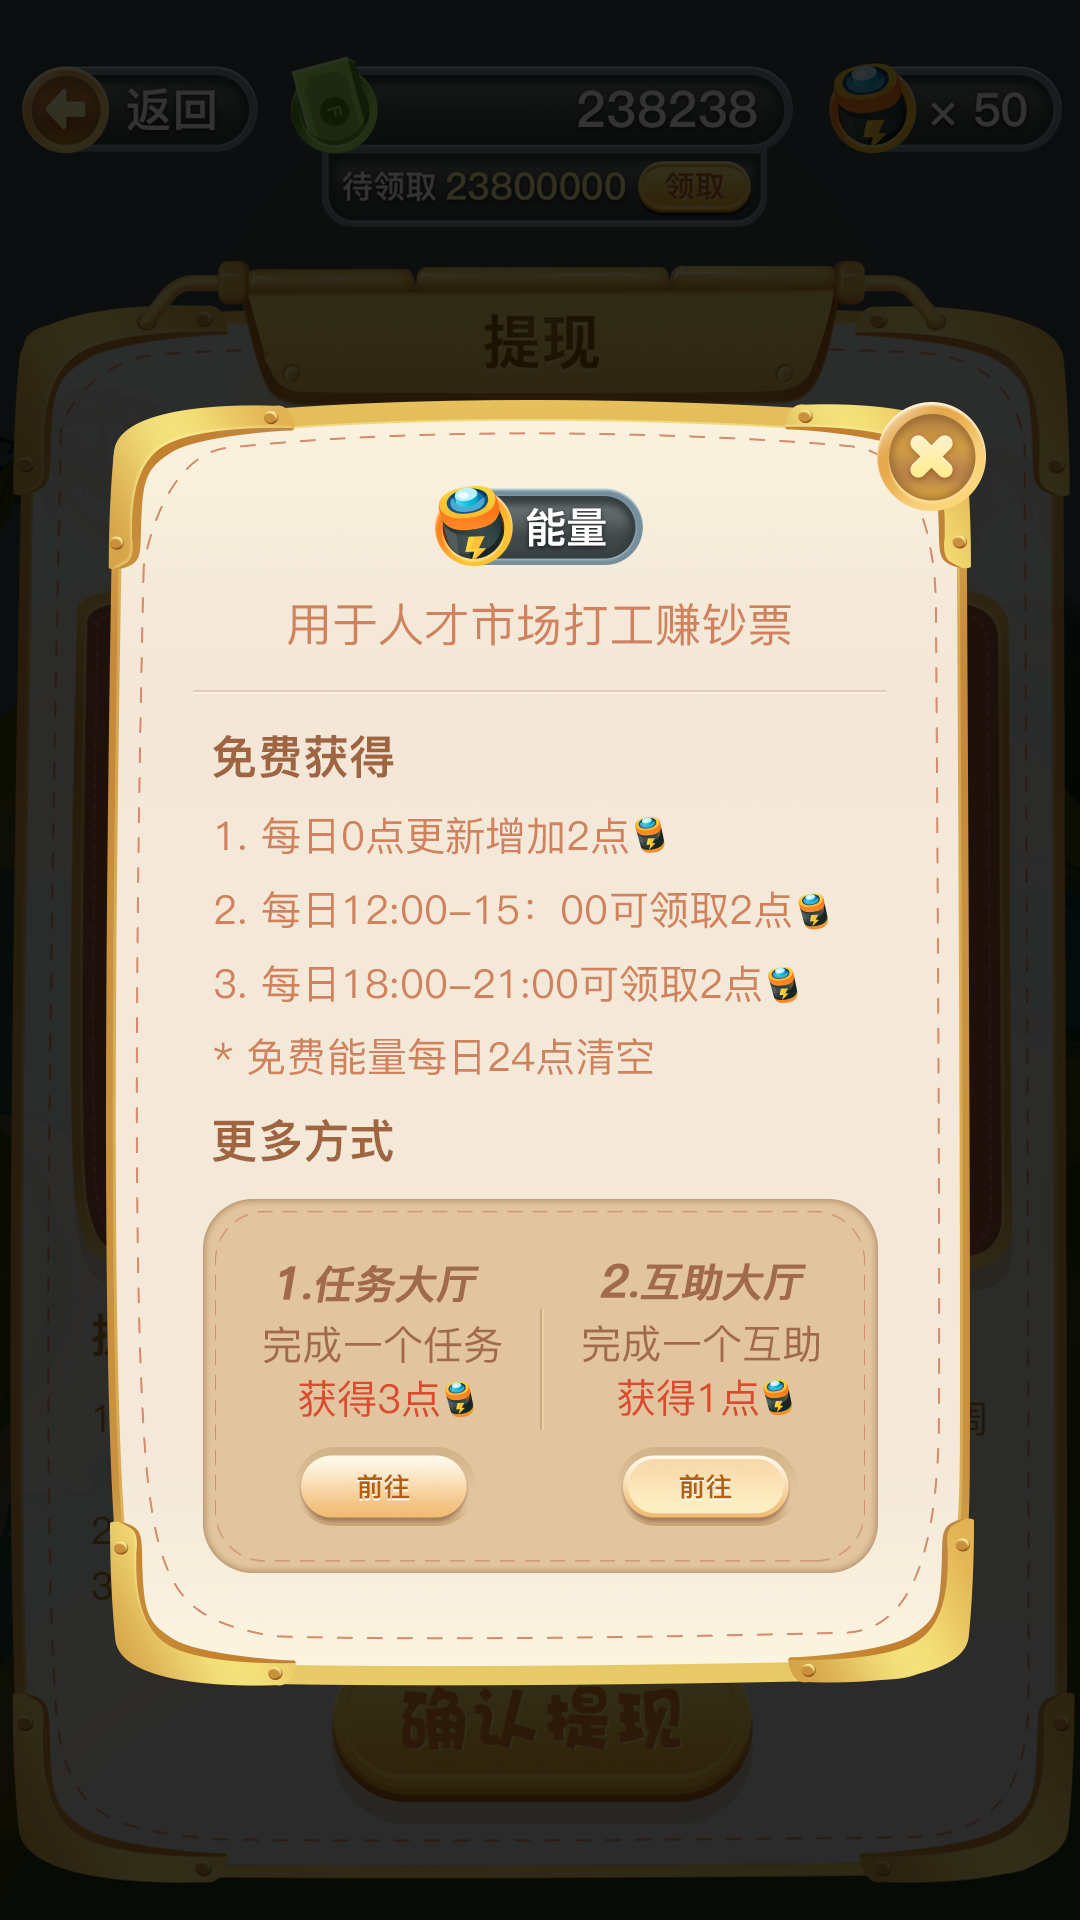 返回
238238
× 50
待领取 23800000 领取
提现
能量
用于人才市场打工赚钞票
免费获得
1. 每日0点更新增加2点
2. 每日12:00-15：00可领取2点
3. 每日18:00-21:00可领取2点
* 免费能量每日24点清空
更多方式
1.任务大厅
完成一个任务
获得3点
前往
2.互助大厅
完成一个互助
获得1点
前往
1
2
3
确认提现